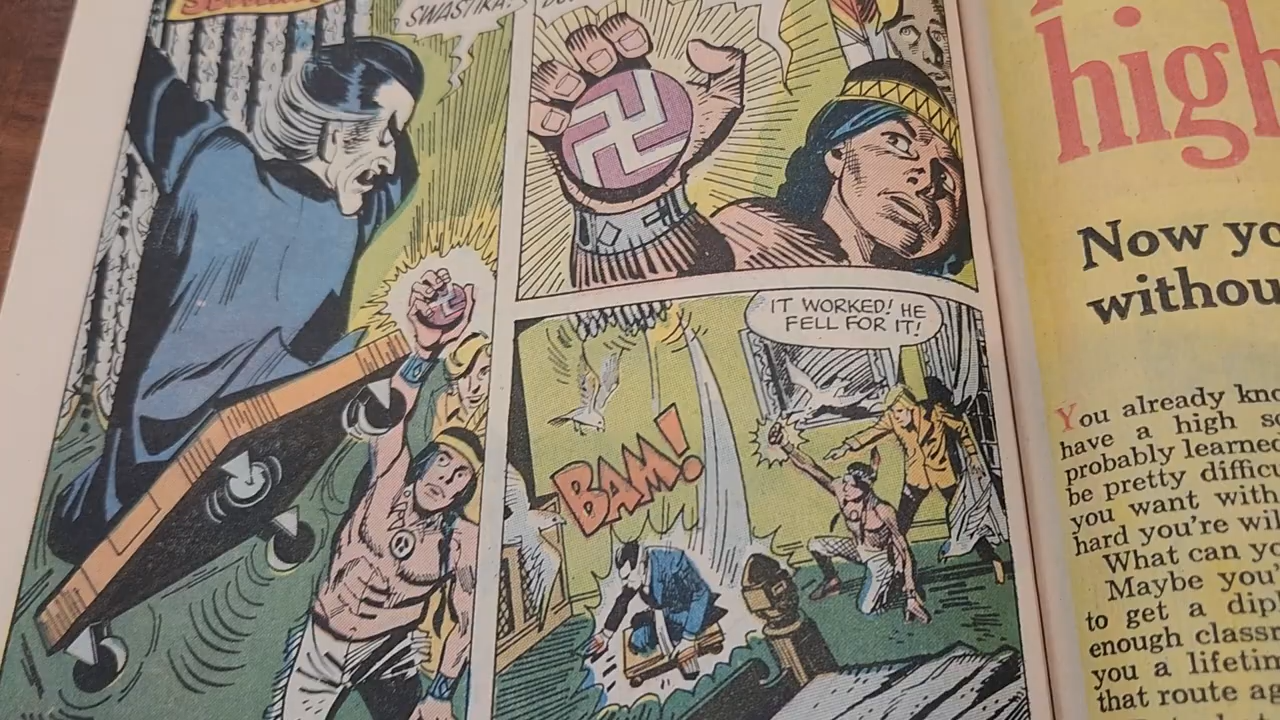 SWASTIKA!
IT WORKED! HE
FELL FOR IT!
BAM!
high
Now yo
withou
You already kno
have a high sc
probably learned
be pretty difficu
you want with
hard you're wil
What can yo
Maybe you'
to get a dip
enough classr
you a lifetim
that route ag